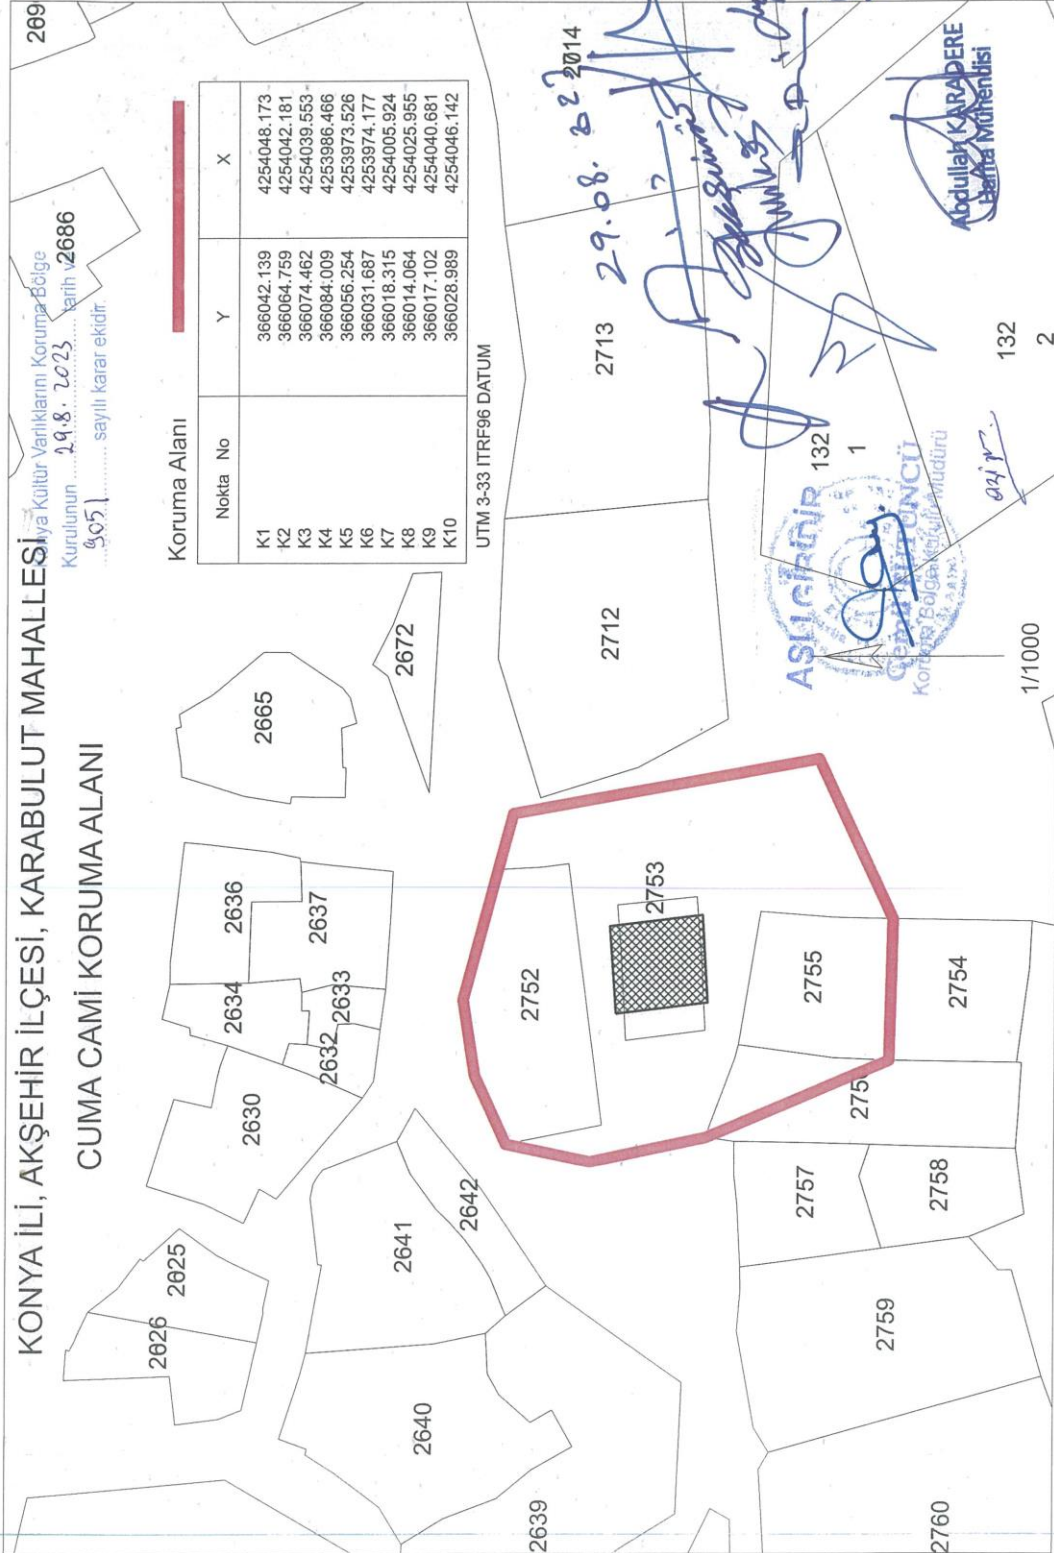 KONYA İLİ, AKŞEHİR İLÇESİ, KARABULUT MAHALLESİ
CUMA CAMİ KORUMA ALANI
Konya Kültür Varlıklarını Koruma Bölge
Kurulunun 29.8.2023 tarih ve
9051 sayılı karar ekidir.
Koruma Alanı
Nokta No Y X
K1 366042.139 4254048.173
K2 366064.759 4254042.181
K3 366074.462 4254039.553
K4 366084.009 4253986.466
K5 366056.254 4253973.526
K6 366031.687 4253974.177
K7 366018.315 4254005.924
K8 366014.064 4254025.955
K9 366017.102 4254040.681
K10 366028.989 4254046.142
UTM 3-33 ITRF96 DATUM
269
2686
2626
2625
2630
2634
2636
2632
2633
2637
2665
2672
2640
2641
2642
2639
2752
2753
2712
2713
2014
2755
2754
275
2757
2758
2759
2760
132
1
132
2
29.08.
ASLI GİBİDİR
Koruma Bölge Kurulu Müdürü
1/1000
Abdullah KARADERE
Harita Mühendisi